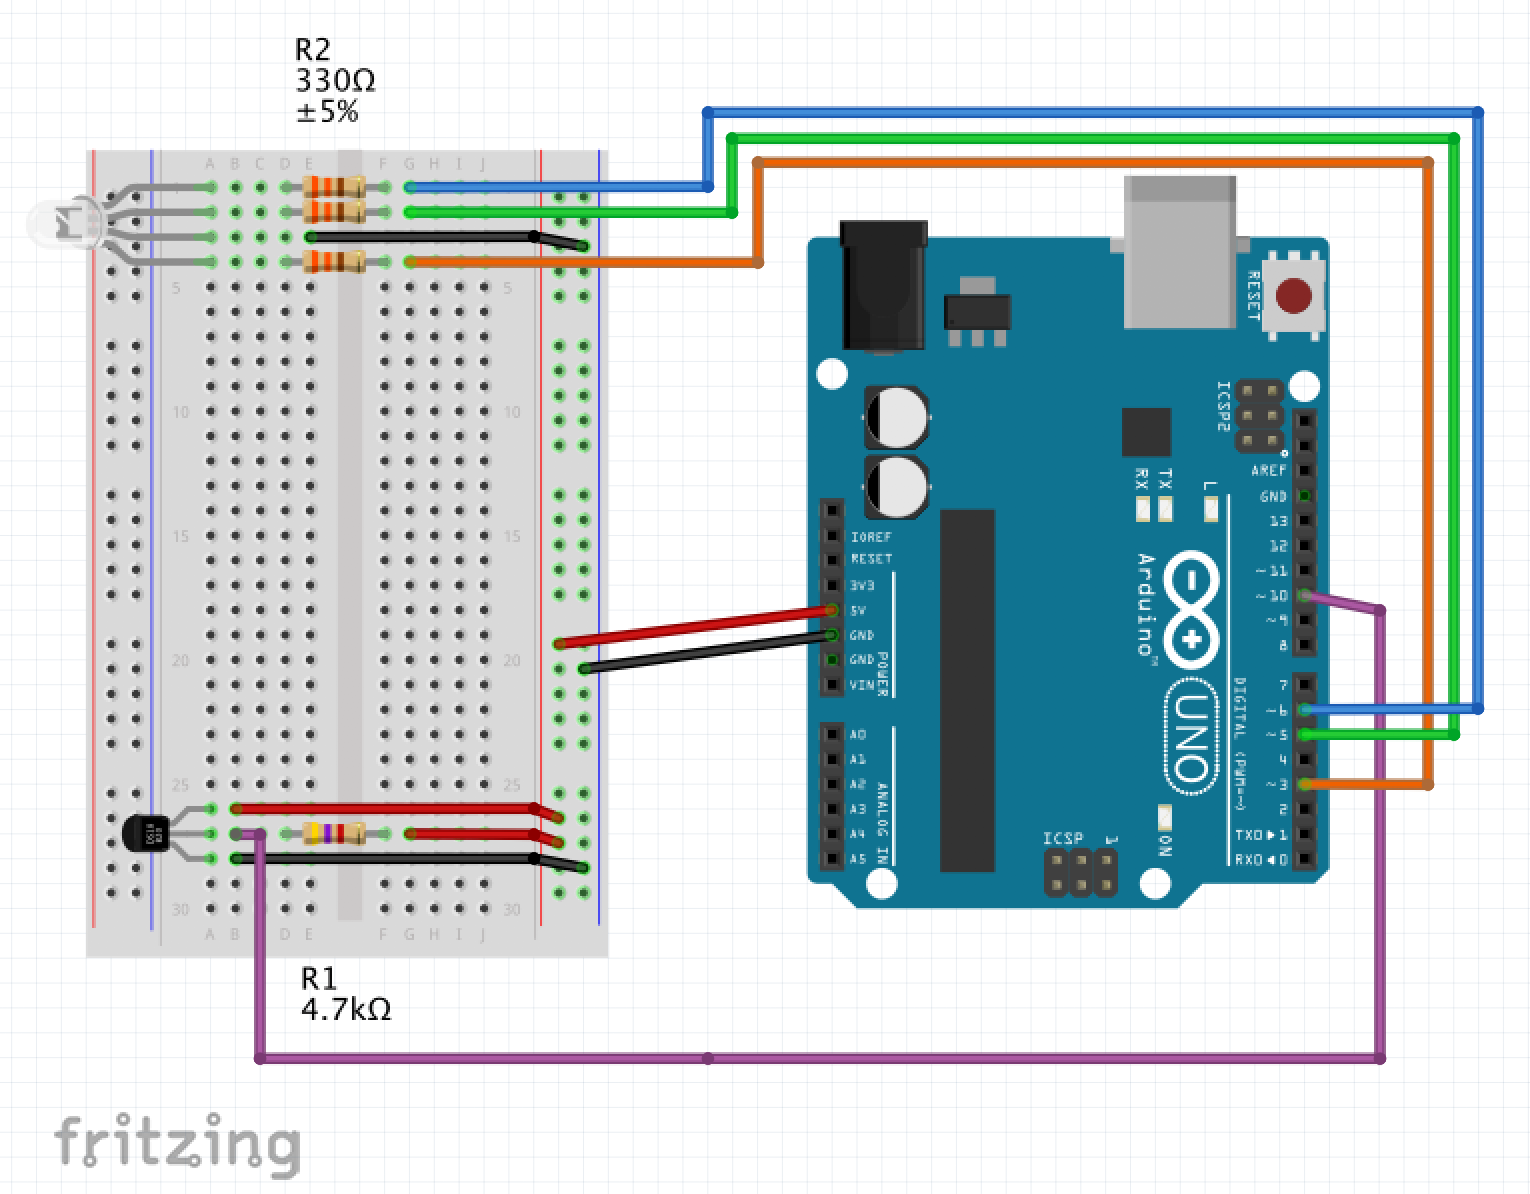 R2
330Ω
±5%
A B C D E F G H I J
5 5
10 10
15 15
20 20
25 25
30 30
A B D E F G H I J
R1
4.7kΩ
RESET
ICSP2
AREF
GND
13
12
~11
~10
~9
8
7
~6
~5
4
~3
2
TX0▶1
RX0◀0
DIGITAL (PWM=~)
RX
TX
L
IOREF
RESET
3V3
5V
GND
GND
VIN
POWER
A0
A1
A2
A3
A4
A5
ANALOG IN
Arduino™
UNO
ON
ICSP
1
fritzing